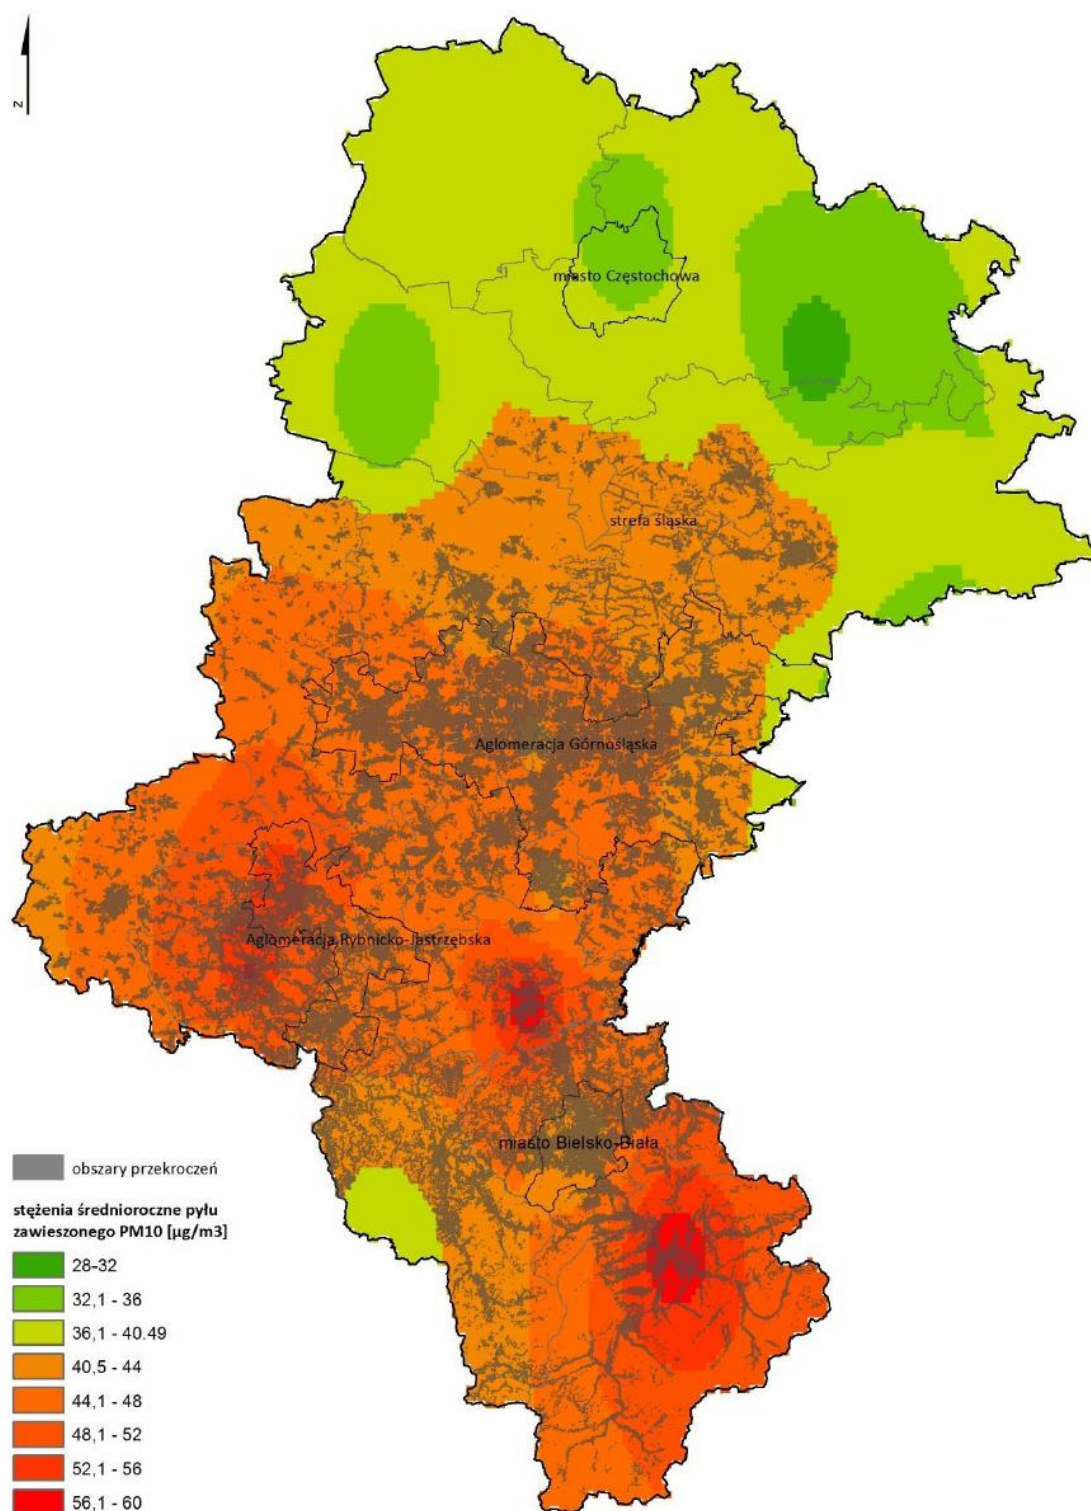 z
miasto Częstochowa
strefa śląska
Aglomeracja Górnośląska
Aglomeracja Rybnicko-Jastrzębska
miasto Bielsko-Biała
obszary przekroczeń
stężenia średnioroczne pyłu
zawieszonego PM10 [µg/m3]
28-32
32,1 - 36
36,1 - 40.49
40,5 - 44
44,1 - 48
48,1 - 52
52,1 - 56
56,1 - 60